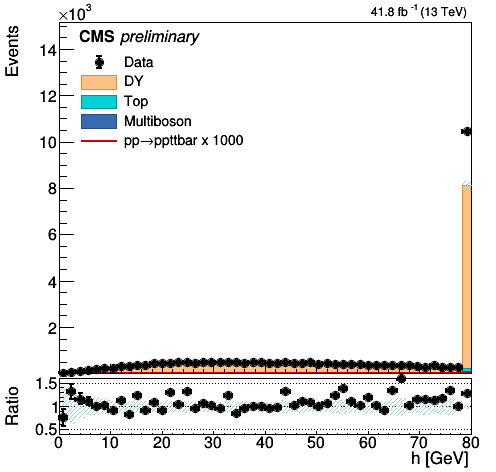 ×10³
41.8 fb⁻¹ (13 TeV)
Events
CMS preliminary
Data
DY
Top
Multiboson
pp→ppttbar x 1000
14
12
10
8
6
4
2
Ratio
1.5
1
0.5
0 10 20 30 40 50 60 70 80
h [GeV]